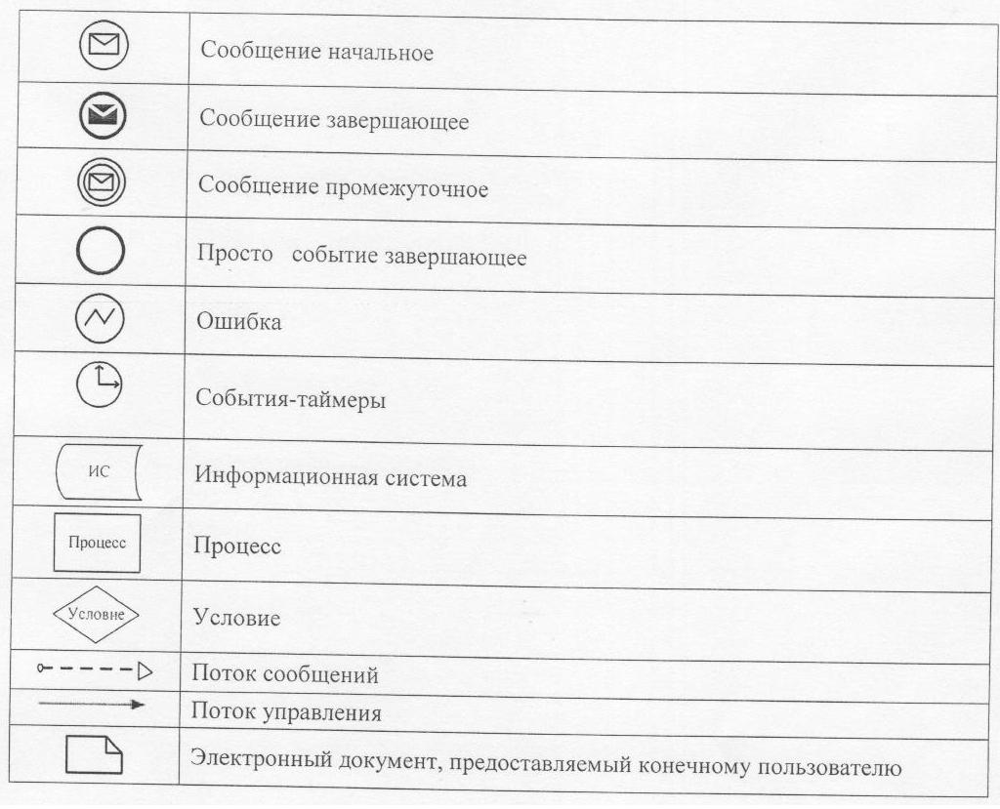 Сообщение начальное
Сообщение завершающее
Сообщение промежуточное
Просто событие завершающее
Ошибка
События-таймеры
ИС
Информационная система
Процесс
Процесс
Условие
Условие
Поток сообщений
Поток управления
Электронный документ, предоставляемый конечному пользователю